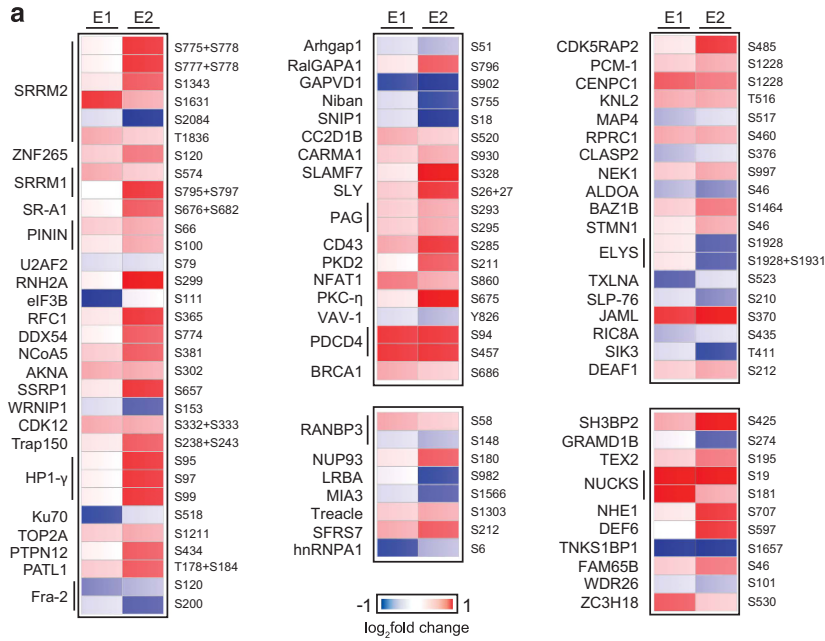 a
E1 E2
SRRM2
S775+S778
S777+S778
S1343
S1631
S2084
T1836
ZNF265 S120
SRRM1
S574
S795+S797
SR-A1 S676+S682
PININ
S66
S100
U2AF2 S79
RNH2A S299
eIF3B S111
RFC1 S365
DDX54 S774
NCoA5 S381
AKNA S302
SSRP1 S657
WRNIP1 S153
CDK12 S332+S333
Trap150 S238+S243
HP1-γ
S95
S97
S99
Ku70 S518
TOP2A S1211
PTPN12 S434
PATL1 T178+S184
Fra-2
S120
S200
E1 E2
Arhgap1 S51
RalGAPA1 S796
GAPVD1 S902
Niban S755
SNIP1 S18
CC2D1B S520
CARMA1 S930
SLAMF7 S328
SLY S26+27
PAG
S293
S295
CD43 S285
PKD2 S211
NFAT1 S860
PKC-η S675
VAV-1 Y826
PDCD4
S94
S457
BRCA1 S686
RANBP3
S58
S148
NUP93 S180
LRBA S982
MIA3 S1566
Treacle S1303
SFRS7 S212
hnRNPA1 S6
-1 1
log2fold change
E1 E2
CDK5RAP2 S485
PCM-1 S1228
CENPC1 S1228
KNL2 T516
MAP4 S517
RPRC1 S460
CLASP2 S376
NEK1 S997
ALDOA S46
BAZ1B S1464
STMN1 S46
ELYS
S1928
S1928+S1931
TXLNA S523
SLP-76 S210
JAML S370
RIC8A S435
SIK3 T411
DEAF1 S212
SH3BP2 S425
GRAMD1B S274
TEX2 S195
NUCKS
S19
S181
NHE1 S707
DEF6 S597
TNKS1BP1 S1657
FAM65B S46
WDR26 S101
ZC3H18 S530